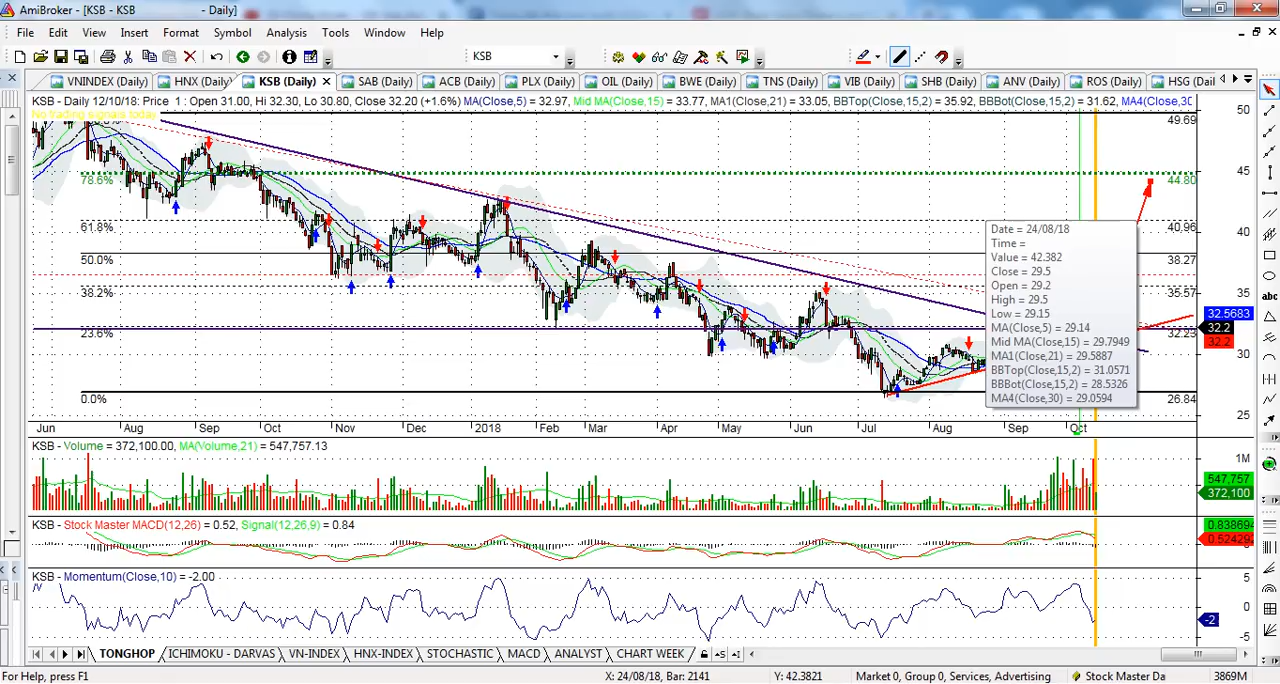 AmiBroker - [KSB - KSB - Daily]
File Edit View Insert Format Symbol Analysis Tools Window Help
KSB
VNINDEX (Daily) HNX (Daily) KSB (Daily) SAB (Daily) ACB (Daily) PLX (Daily) OIL (Daily) BWE (Daily) TNS (Daily) VIB (Daily) SHB (Daily) ANV (Daily) ROS (Daily) HSG (Dail
KSB - Daily 12/10/18: Price 1 : Open 31.00, Hi 32.30, Lo 30.80, Close 32.20 (+1.6%) MA(Close,5) = 32.97, Mid MA(Close,15) = 33.77, MA1(Close,21) = 33.05, BBTop(Close,15,2) = 35.92, BBBot(Close,15,2) = 31.62, MA4(Close,30
No trading signals today
50
49.69
45
78.6%
44.80
61.8%
40.96
40
50.0%
38.27
38.2%
35.57
35
23.6%
32.23
32.5683
32.2
32.2
30
0.0%
26.84
25
Date = 24/08/18
Time =
Value = 42.382
Close = 29.5
Open = 29.2
High = 29.5
Low = 29.15
MA(Close,5) = 29.14
Mid MA(Close,15) = 29.7949
MA1(Close,21) = 29.5887
BBTop(Close,15,2) = 31.0571
BBBot(Close,15,2) = 28.5326
MA4(Close,30) = 29.0594
Jun Aug Sep Oct Nov Dec 2018 Feb Mar Apr May Jun Jul Aug Sep Oct
KSB - Volume = 372,100.00, MA(Volume,21) = 547,757.13
1M
547,757
372,100
KSB - Stock Master MACD(12,26) = 0.52, Signal(12,26,9) = 0.84
0.838694
0.524292
KSB - Momentum(Close,10) = -2.00
5
0
-2
-5
TONGHOP ICHIMOKU - DARVAS VN-INDEX HNX-INDEX STOCHASTIC MACD ANALYST CHART WEEK
For Help, press F1 X: 24/08/18, Bar: 2141 Y: 42.3821 Market 0, Group 0, Services, Advertising Stock Master Da 3869M